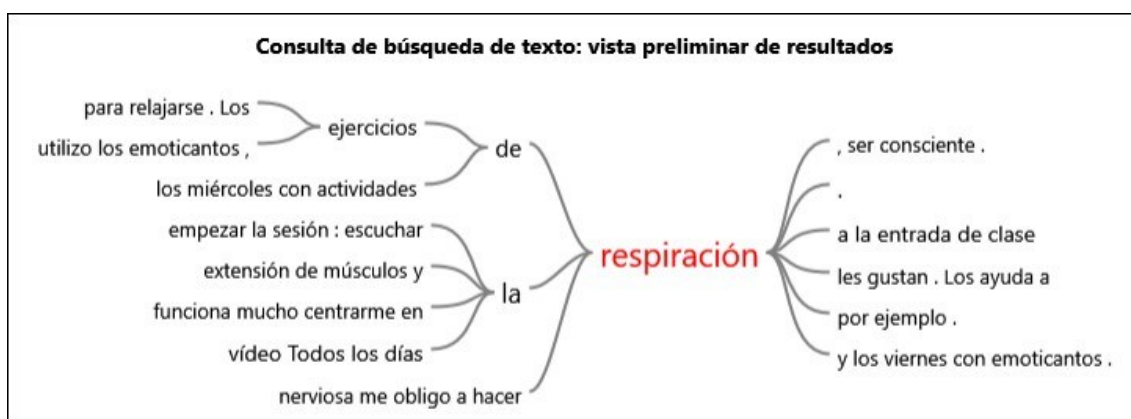 Consulta de búsqueda de texto: vista preliminar de resultados
para relajarse . Los
utilizo los emoticantos ,
ejercicios
los miércoles con actividades
de
empezar la sesión : escuchar
extensión de músculos y
funciona mucho centrarme en
vídeo Todos los días
la
nerviosa me obligo a hacer
respiración
, ser consciente .
.
a la entrada de clase
les gustan . Los ayuda a
por ejemplo .
y los viernes con emoticantos .